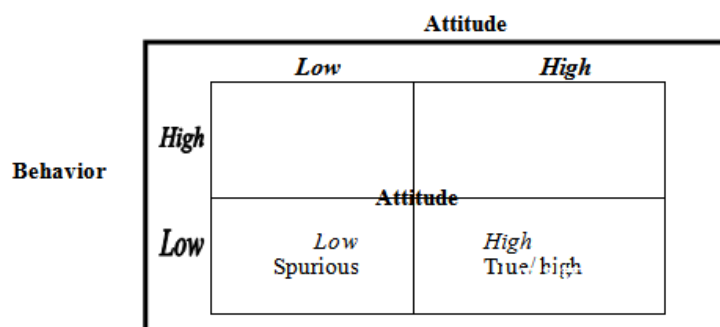 Attitude
Low High
High
Behavior
Attitude
Low Low High
Spurious True/ high